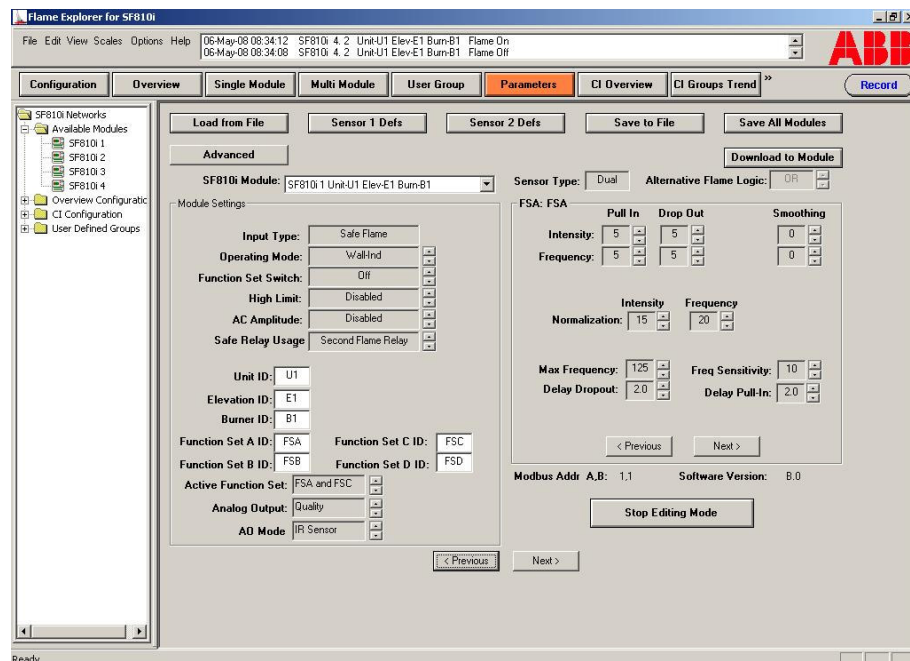 Flame Explorer for SF810i
File Edit View Scales Options Help
06-May-08 08:34:12 SF810i 4, 2 Unit-U1 Elev-E1 Burn-B1 Flame On
06-May-08 08:34:08 SF810i 4, 2 Unit-U1 Elev-E1 Burn-B1 Flame Off
ABB
Configuration Overview Single Module Multi Module User Group Parameters CI Overview CI Groups Trend » Record
SF810i Networks
Available Modules
SF810i 1
SF810i 2
SF810i 3
SF810i 4
Overview Configuratic
CI Configuration
User Defined Groups
Load from File Sensor 1 Defs Sensor 2 Defs Save to File Save All Modules
Advanced Download to Module
SF810i Module: SF810i 1 Unit-U1 Elev-E1 Burn-B1 Sensor Type: Dual Alternative Flame Logic: OR
Module Settings
Input Type: Safe Flame
Operating Mode: Wall-Ind
Function Set Switch: Off
High Limit: Disabled
AC Amplitude: Disabled
Safe Relay Usage Second Flame Relay
Unit ID: U1
Elevation ID: E1
Burner ID: B1
Function Set A ID: FSA Function Set C ID: FSC
Function Set B ID: FSB Function Set D ID: FSD
Active Function Set: FSA and FSC
Analog Output: Quality
AO Mode IR Sensor
FSA: FSA
Pull In Drop Out Smoothing
Intensity: 5 5 0
Frequency: 5 5 0
Intensity Frequency
Normalization: 15 20
Max Frequency: 125 Freq Sensitivity: 10
Delay Dropout: 2.0 Delay Pull-In: 2.0
< Previous Next >
Modbus Addr A,B: 1,1 Software Version: B.0
Stop Editing Mode
< Previous Next >
Ready